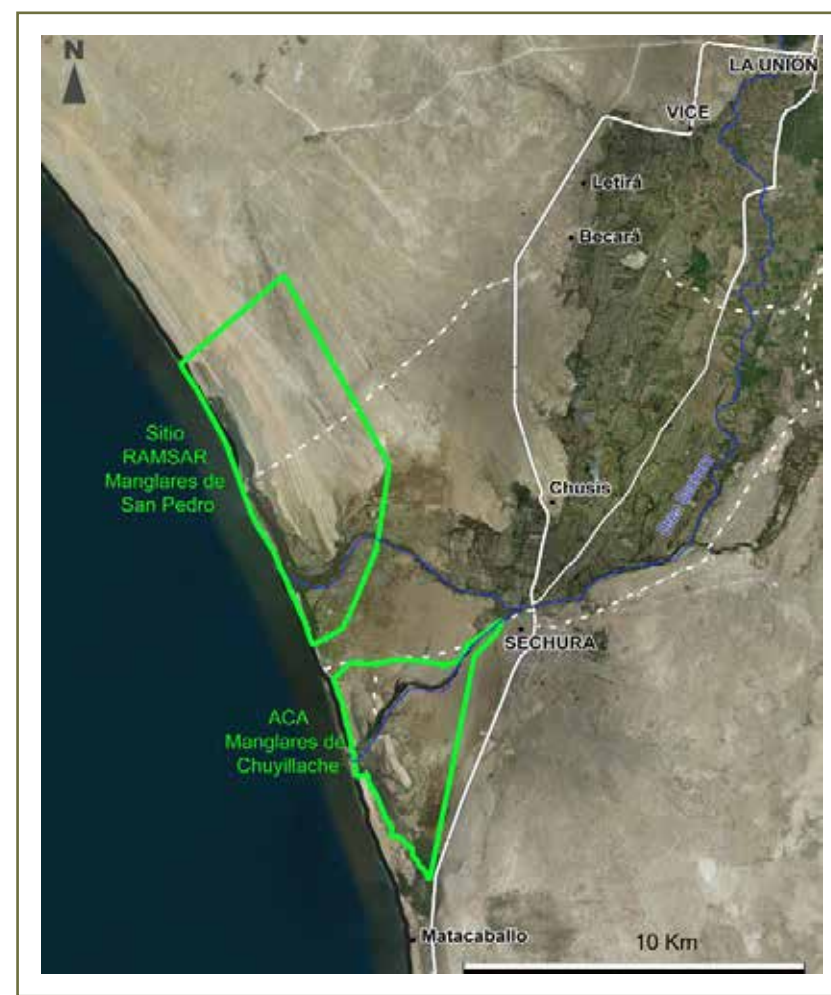 N
LA UNIÓN
VICE
Letirá
Becará
Sitio
RAMSAR
Manglares de
San Pedro
Chusis
SECHURA
ACA
Manglares de
Chuyillache
Matacaballo
10 Km